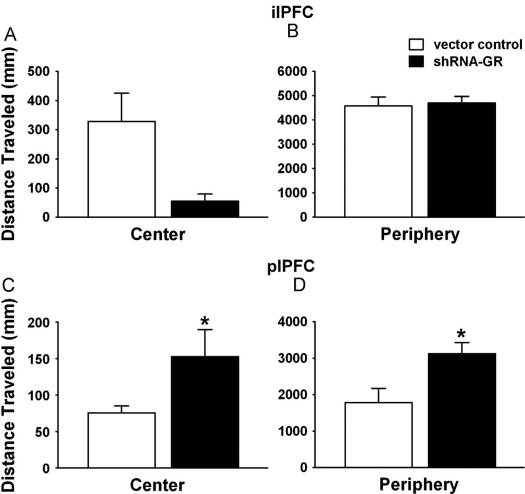 ilPFC
A
B
vector control
shRNA-GR
Distance Traveled (mm)
500
400
300
200
100
0
Center
6000
5000
4000
3000
2000
1000
0
Periphery
plPFC
C
D
Distance Traveled (mm)
200
150
100
50
0
*
Center
4000
3000
2000
1000
0
*
Periphery